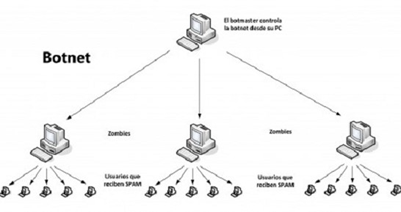 El botmaster controla
la botnet desde su PC
Botnet
Zombies
Zombies
Usuarios que
reciben SPAM
Usuarios que
reciben SPAM